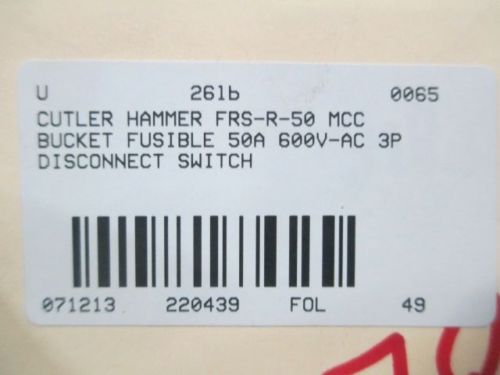 U 261b 0065
CUTLER HAMMER FRS-R-50 MCC
BUCKET FUSIBLE 50A 600V-AC 3P
DISCONNECT SWITCH
071213 220439 FOL 49